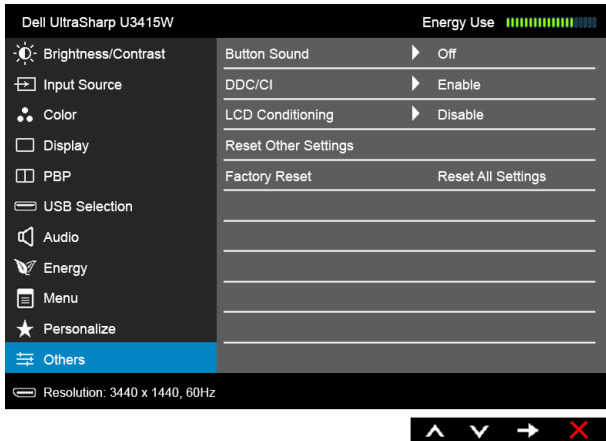 Dell UltraSharp U3415W Energy Use
Brightness/Contrast Button Sound Off
Input Source DDC/CI Enable
Color LCD Conditioning Disable
Display Reset Other Settings
PBP Factory Reset Reset All Settings
USB Selection
Audio
Energy
Menu
Personalize
Others
Resolution: 3440 x 1440, 60Hz